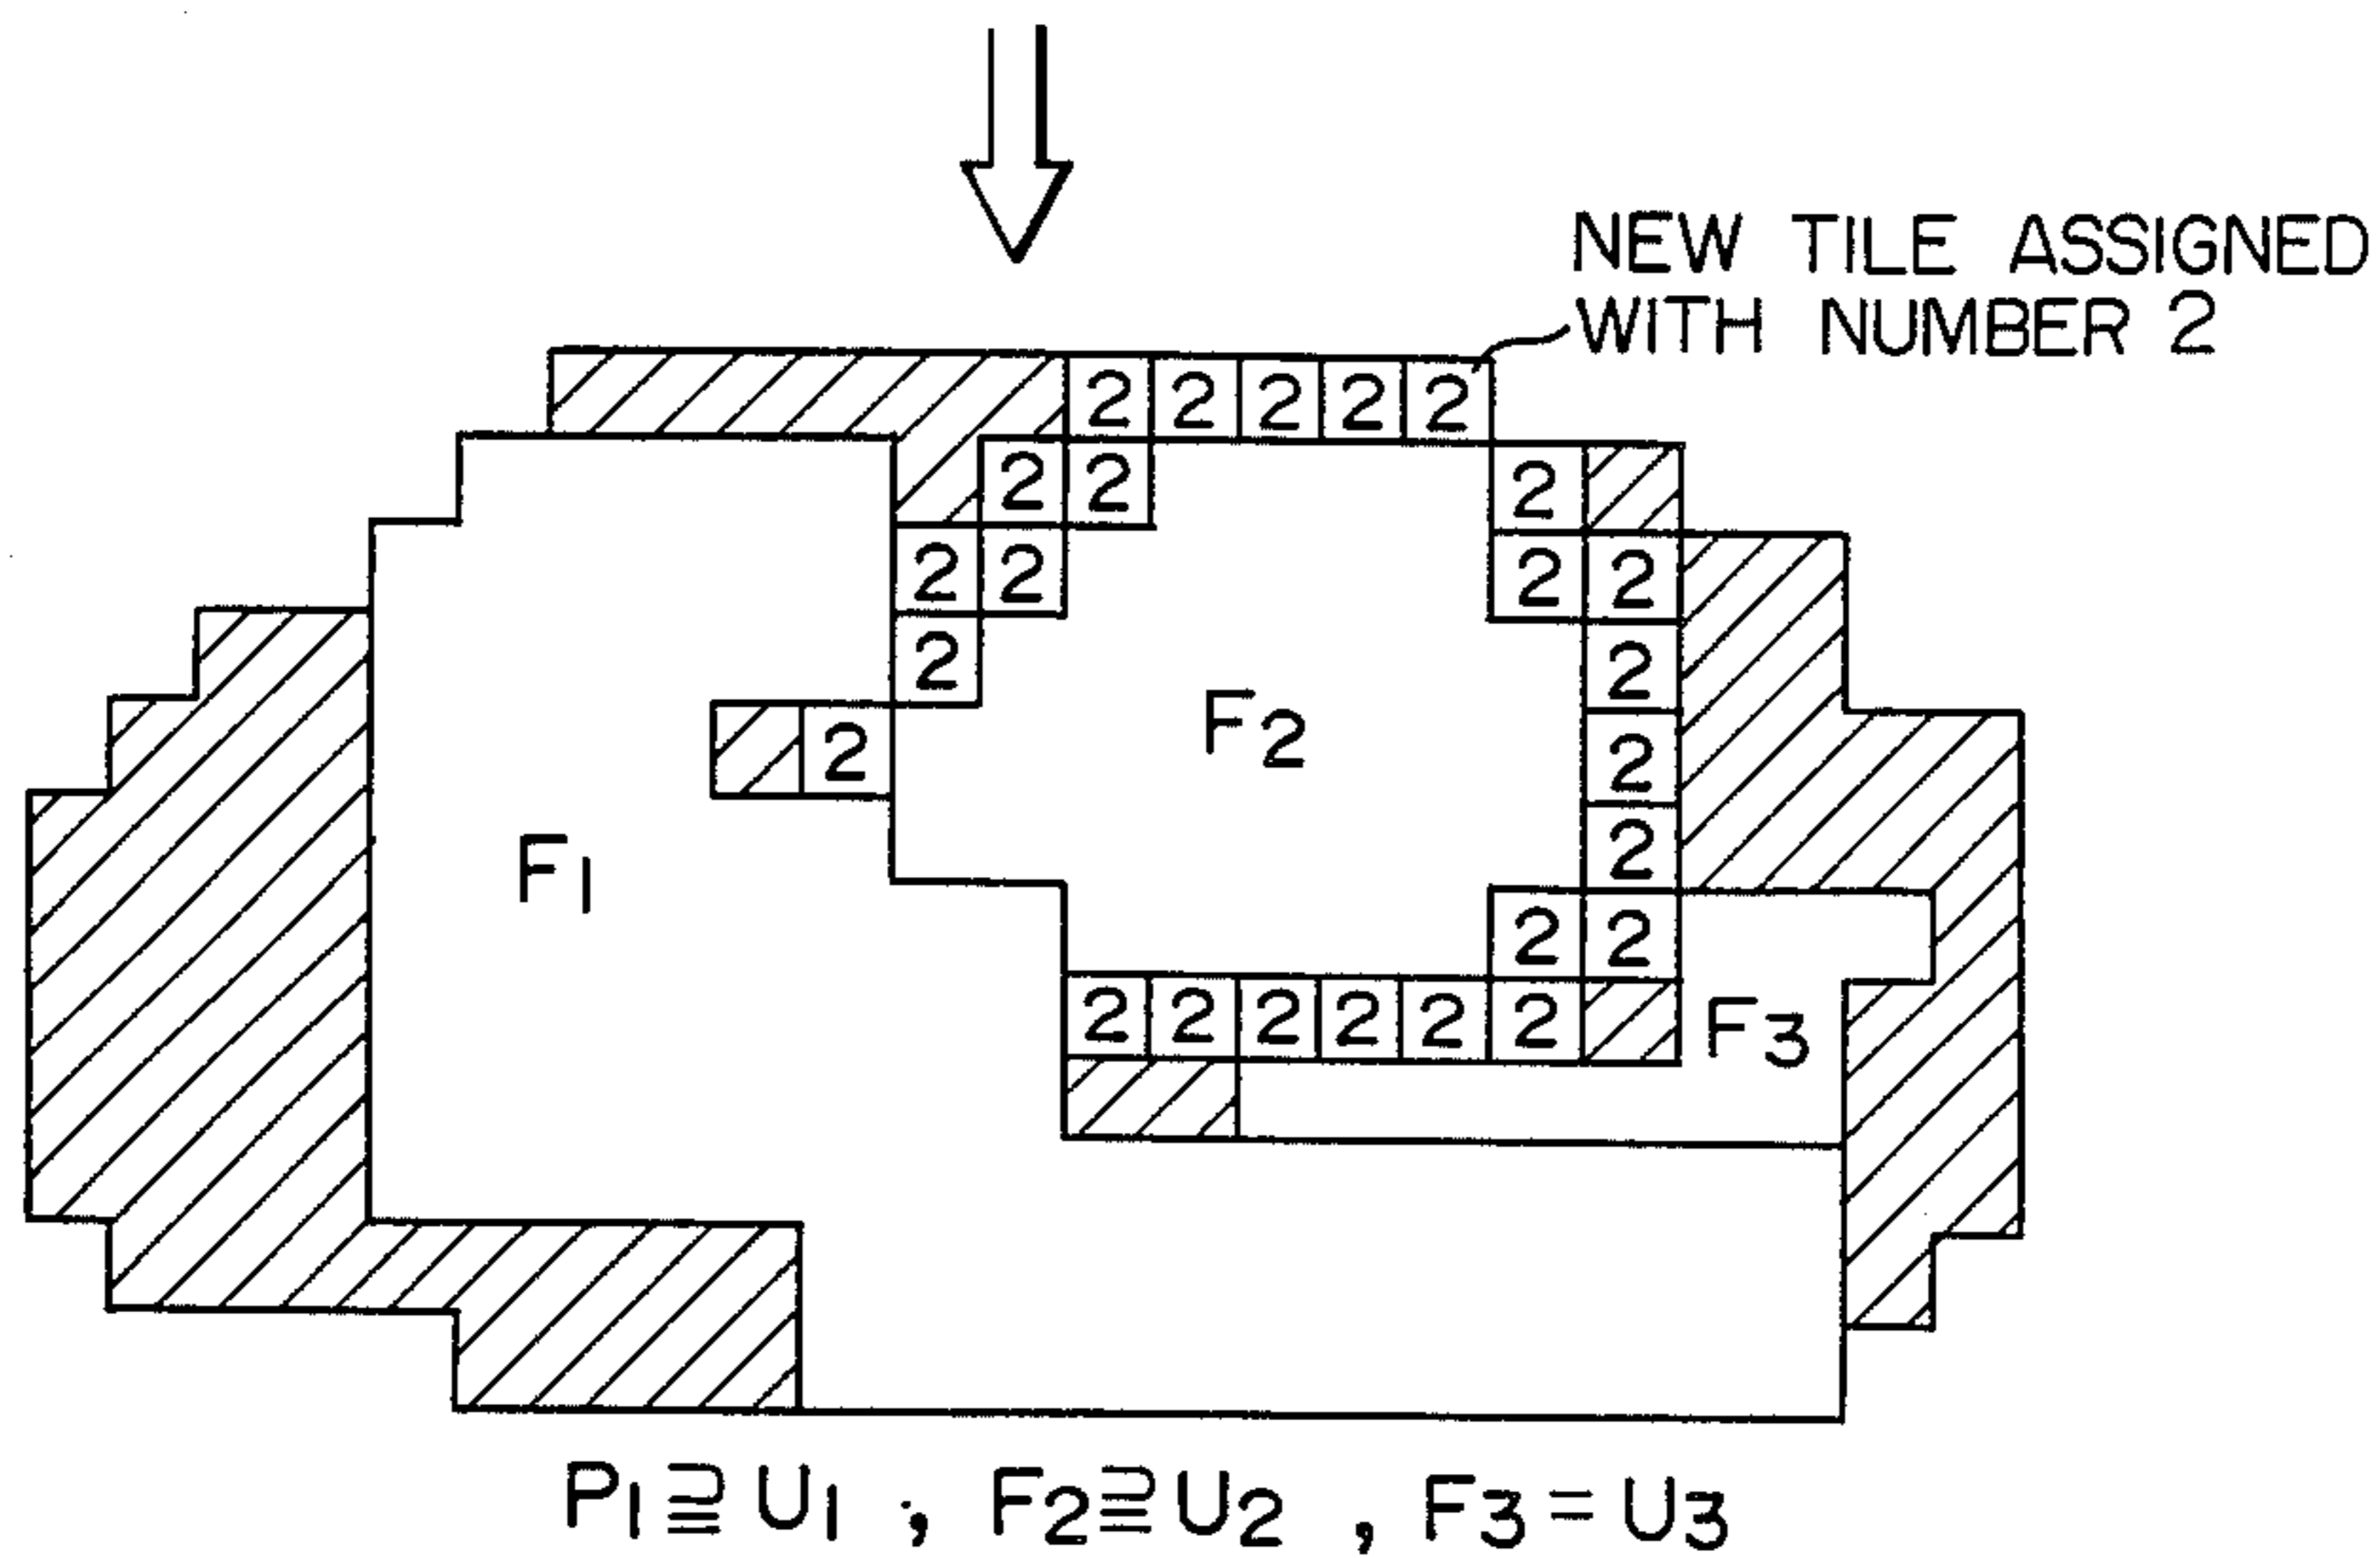 NEW TILE ASSIGNED
WITH NUMBER 2
2 2 2 2 2
2 2 2
2 2 2 2
2 2
F2
2 2
F1
2
2 2
2 2 2 2 2 2 F3
P1 ⊇ U1 , F2 ⊇ U2 , F3 = U3